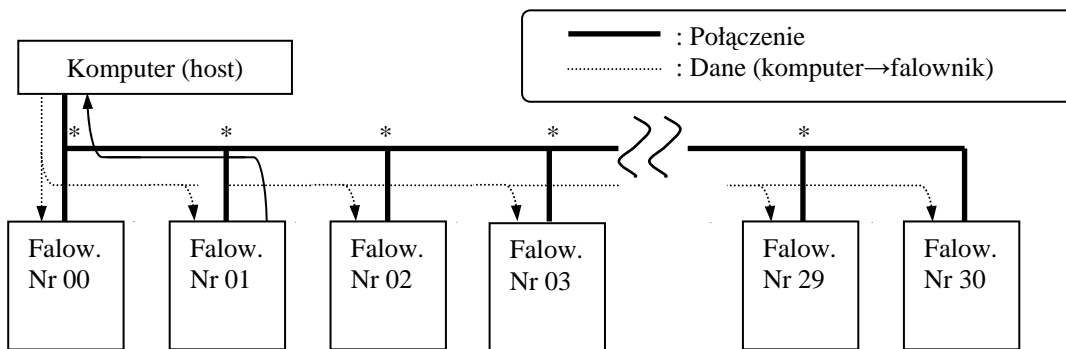 Komputer (host)
: Połączenie
: Dane (komputer→falownik)
* * * * *
Falow.
Nr 00
Falow.
Nr 01
Falow.
Nr 02
Falow.
Nr 03
Falow.
Nr 29
Falow.
Nr 30